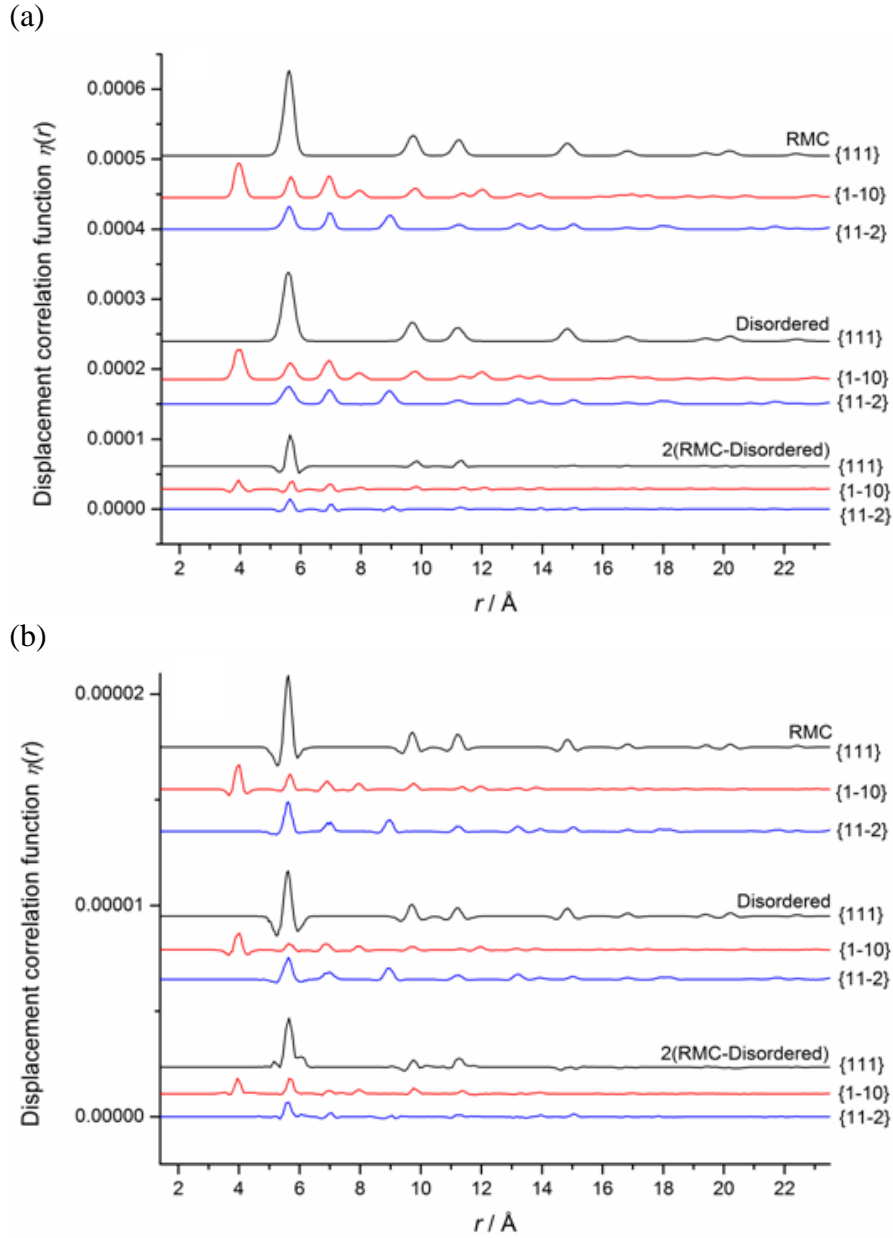 (a)
Displacement correlation function η(r)
0.0006
0.0005
0.0004
0.0003
0.0002
0.0001
0.0000
RMC
{111}
{1-10}
{11-2}
Disordered
{111}
{1-10}
{11-2}
2(RMC-Disordered)
{111}
{1-10}
{11-2}
2 4 6 8 10 12 14 16 18 20 22
r / Å
(b)
Displacement correlation function η(r)
0.00002
0.00001
0.00000
RMC
{111}
{1-10}
{11-2}
Disordered
{111}
{1-10}
{11-2}
2(RMC-Disordered)
{111}
{1-10}
{11-2}
2 4 6 8 10 12 14 16 18 20 22
r / Å